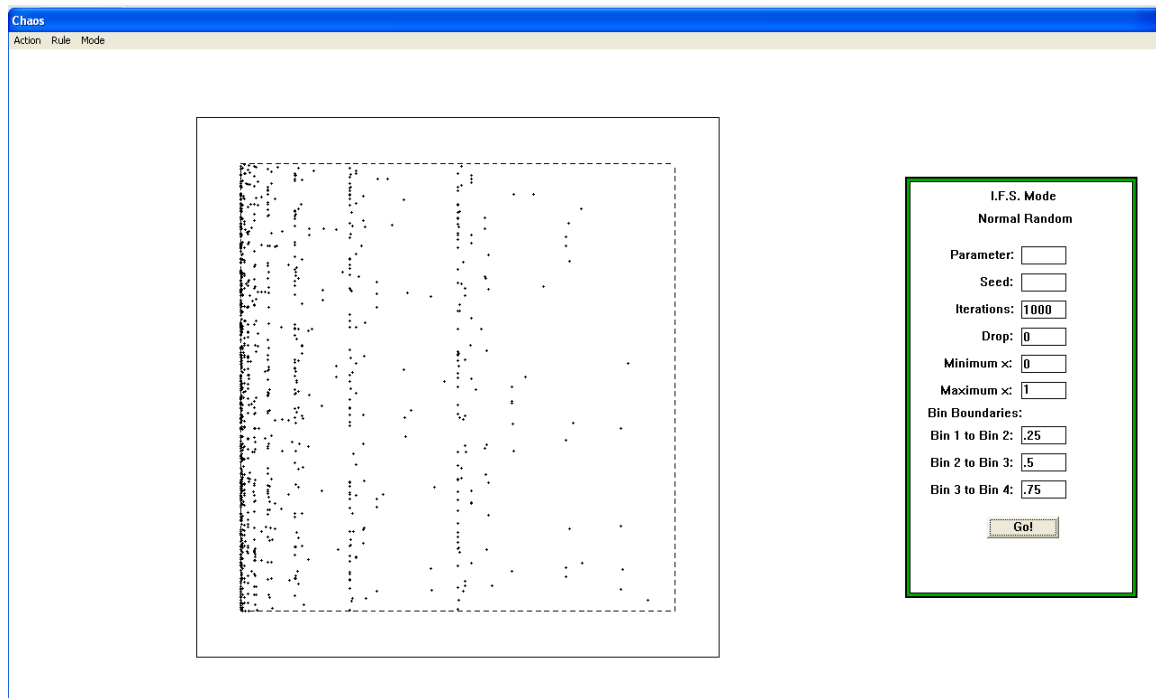 Chaos
Action Rule Mode
I.F.S. Mode
Normal Random
Parameter:
Seed:
Iterations: 1000
Drop: 0
Minimum x: 0
Maximum x: 1
Bin Boundaries:
Bin 1 to Bin 2: .25
Bin 2 to Bin 3: .5
Bin 3 to Bin 4: .75
Go!